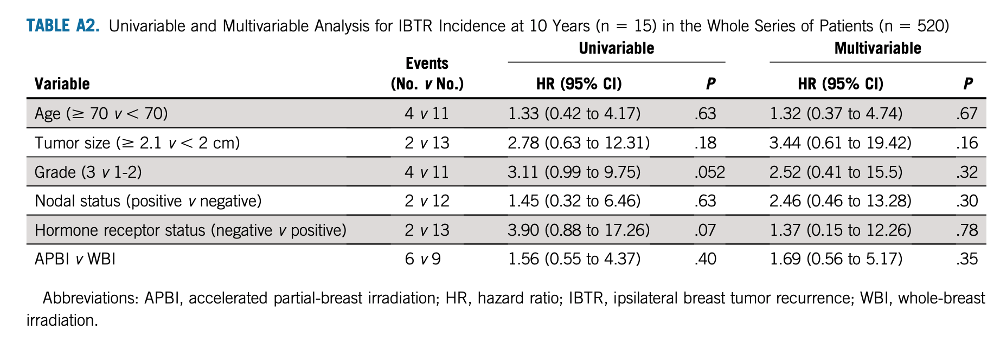 TABLE A2. Univariable and Multivariable Analysis for IBTR Incidence at 10 Years (n = 15) in the Whole Series of Patients (n = 520)
Univariable Multivariable
Events
Variable (No. v No.) HR (95% CI) P HR (95% CI) P
Age (≥ 70 v < 70) 4 v 11 1.33 (0.42 to 4.17) .63 1.32 (0.37 to 4.74) .67
Tumor size (≥ 2.1 v < 2 cm) 2 v 13 2.78 (0.63 to 12.31) .18 3.44 (0.61 to 19.42) .16
Grade (3 v 1-2) 4 v 11 3.11 (0.99 to 9.75) .052 2.52 (0.41 to 15.5) .32
Nodal status (positive v negative) 2 v 12 1.45 (0.32 to 6.46) .63 2.46 (0.46 to 13.28) .30
Hormone receptor status (negative v positive) 2 v 13 3.90 (0.88 to 17.26) .07 1.37 (0.15 to 12.26) .78
APBI v WBI 6 v 9 1.56 (0.55 to 4.37) .40 1.69 (0.56 to 5.17) .35
Abbreviations: APBI, accelerated partial-breast irradiation; HR, hazard ratio; IBTR, ipsilateral breast tumor recurrence; WBI, whole-breast
irradiation.